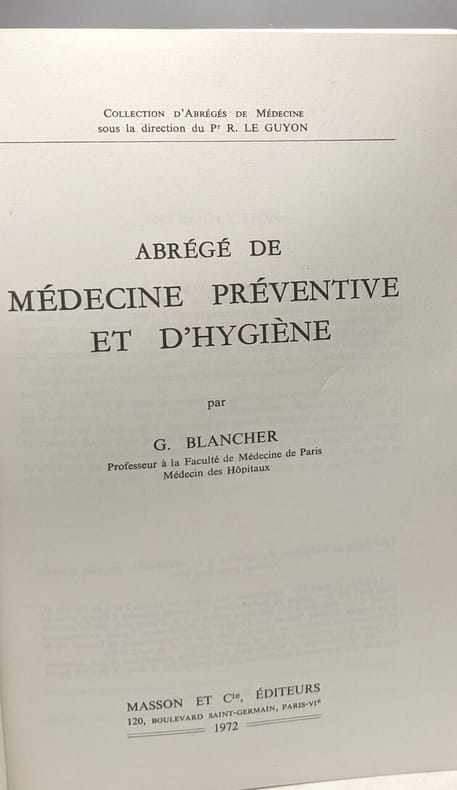 COLLECTION D'ABRÉGÉS DE MÉDECINE
sous la direction du Pr R. LE GUYON
ABRÉGÉ DE
MÉDECINE PRÉVENTIVE
ET D'HYGIÈNE
par
G. BLANCHER
Professeur à la Faculté de Médecine de Paris
Médecin des Hôpitaux
MASSON ET Cie, ÉDITEURS
120, BOULEVARD SAINT-GERMAIN, PARIS-VIe
1972